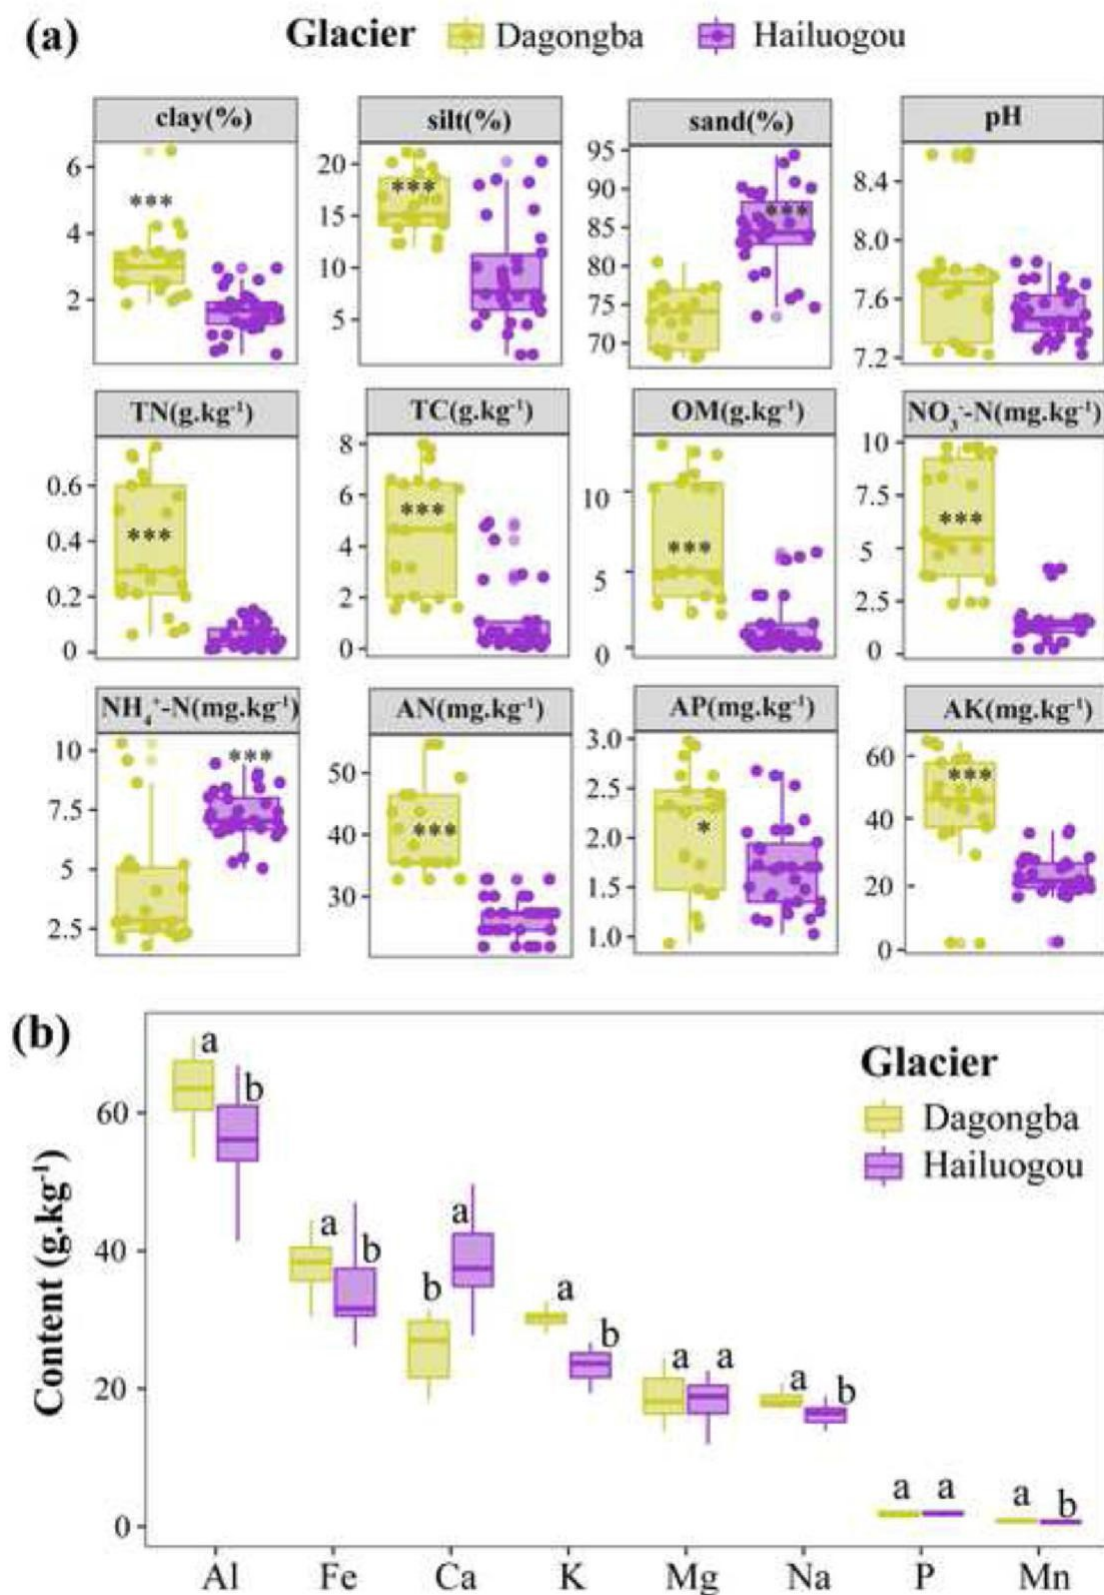 (a) Glacier Dagongba Hailuogou
clay(%) silt(%) sand(%) pH
6 4 2
***
20 15 10 5
***
95 90 85 80 75 70
***
8.4 8.0 7.6 7.2
TN(g.kg⁻¹) TC(g.kg⁻¹) OM(g.kg⁻¹) NO₃⁻-N(mg.kg⁻¹)
0.6 0.4 0.2 0
***
8 6 4 2 0
***
10 5 0
***
10 7.5 5 2.5 0
***
NH₄⁺-N(mg.kg⁻¹) AN(mg.kg⁻¹) AP(mg.kg⁻¹) AK(mg.kg⁻¹)
10 7.5 5 2.5
***
50 40 30
***
3.0 2.5 2.0 1.5 1.0
*
60 40 20 0
***
(b)
Glacier
Dagongba
Hailuogou
Content (g.kg⁻¹)
60
40
20
0
a b a b b a a b a a a b a a a b
Al Fe Ca K Mg Na P Mn